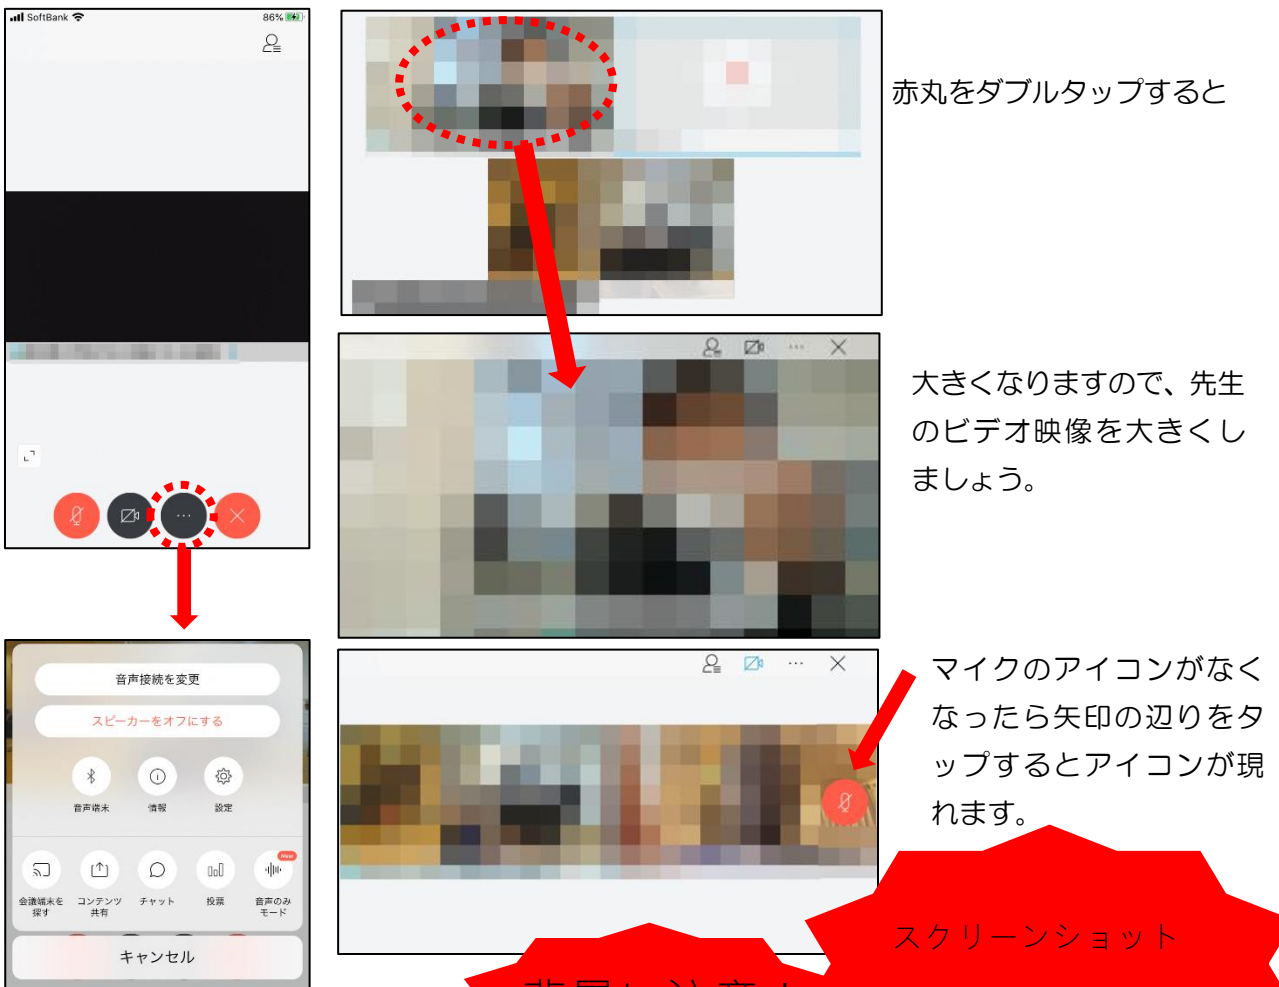 SoftBank
86%
赤丸をダブルタップすると
大きくなりますので、先生
のビデオ映像を大きくし
ましょう。
音声接続を変更
スピーカーをオフにする
音声端末
情報
設定
New
会議端末を
探す
コンテンツ
共有
チャット
投票
音声のみ
モード
キャンセル
マイクのアイコンがなく
なったら矢印の辺りをタ
ップするとアイコンが現
れます。
スクリーンショット